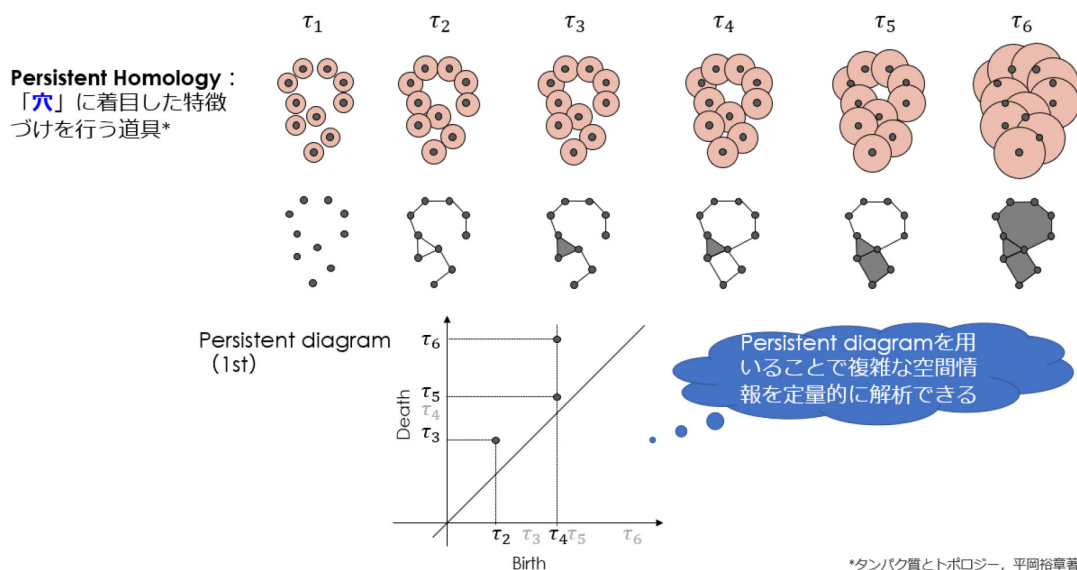 τ1 τ2 τ3 τ4 τ5 τ6
Persistent Homology：
「穴」に着目した特徴
づけを行う道具*
Persistent diagram
（1st）
τ6
τ5
τ4
τ3
Death
τ2 τ3 τ4 τ5 τ6
Birth
Persistent diagramを用
いることで複雑な空間情
報を定量的に解析できる
*タンパク質とトポロジー，平岡裕章著